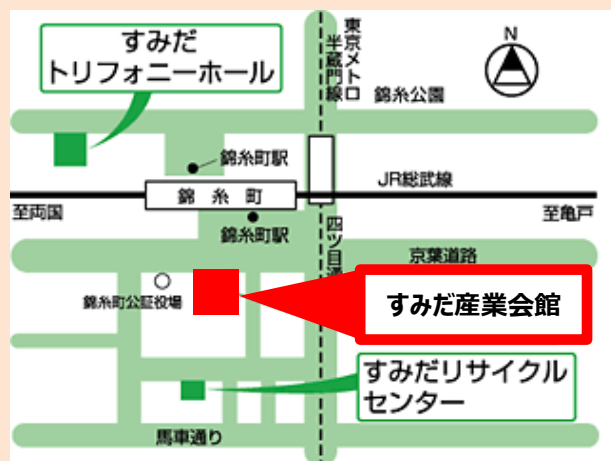 すみだ
トリフォニーホール
東京メトロ
半蔵門線
N
錦糸公園
錦糸町駅
JR総武線
錦糸町
至両国
至亀戸
錦糸町駅
四ツ目通
京葉道路
錦糸町公証役場
すみだ産業会館
すみだリサイクル
センター
馬車通り